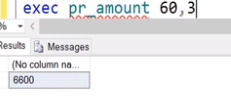 exec pr_amount 60,3
%
Results Messages
(No column na...
6600